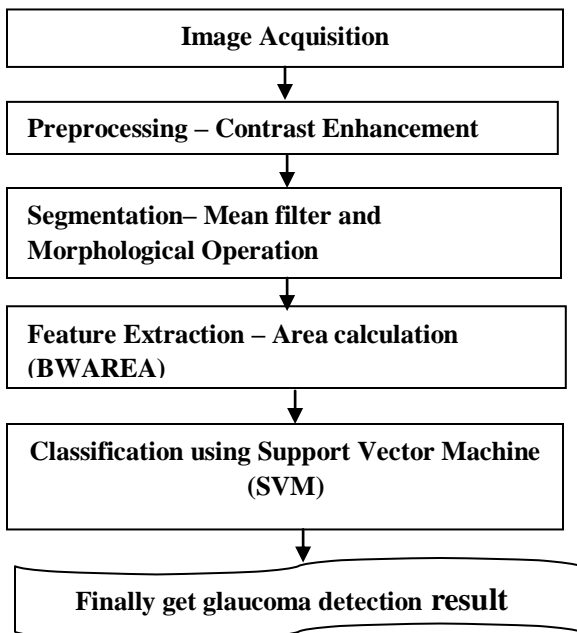 Image Acquisition
Preprocessing – Contrast Enhancement
Segmentation– Mean filter and
Morphological Operation
Feature Extraction – Area calculation
(BWAREA)
Classification using Support Vector Machine
(SVM)
Finally get glaucoma detection result